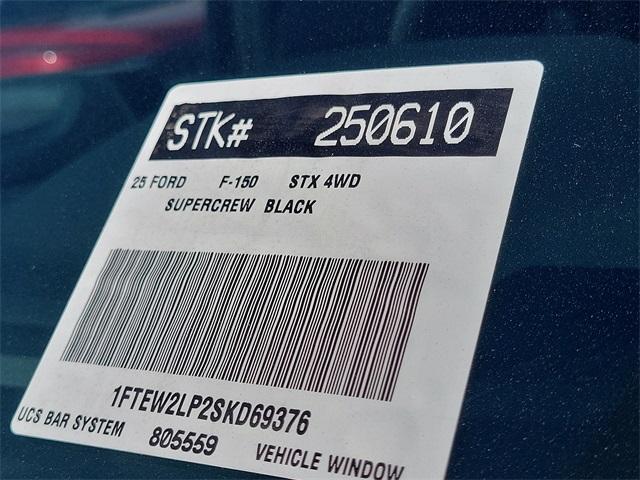 STK# 250610
25 FORD F-150 STX 4WD
SUPERCREW BLACK
1FTEW2LP2SKD69376
UCS BAR SYSTEM 805559 VEHICLE WINDOW